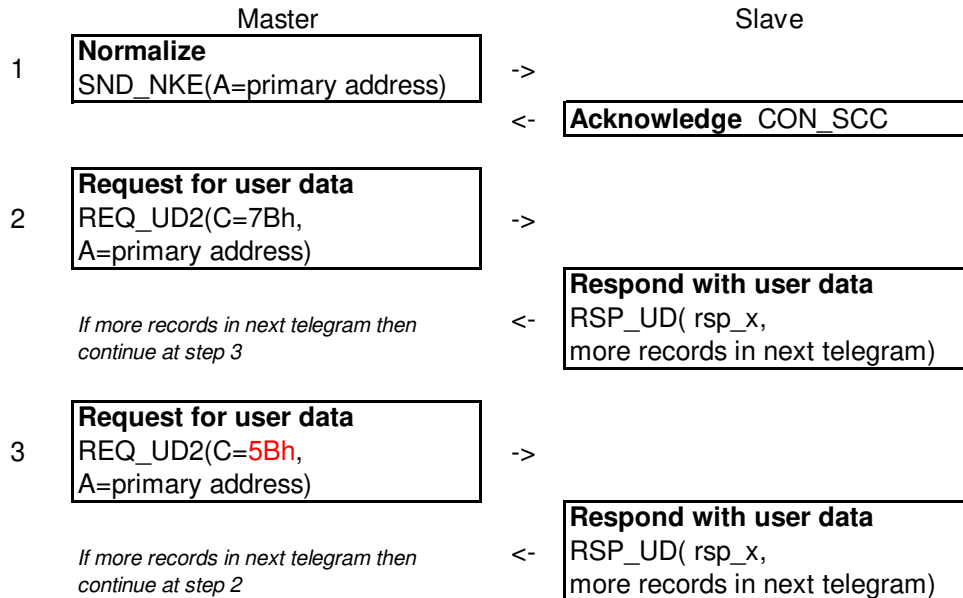 Master Slave
Normalize
1 ->
SND_NKE(A=primary address)
<- Acknowledge CON_SCC
Request for user data
2 REQ_UD2(C=7Bh, ->
A=primary address)
Respond with user data
If more records in next telegram then <- RSP_UD( rsp_x,
continue at step 3 more records in next telegram)
Request for user data
3 REQ_UD2(C=5Bh, ->
A=primary address)
Respond with user data
If more records in next telegram then <- RSP_UD( rsp_x,
continue at step 2 more records in next telegram)